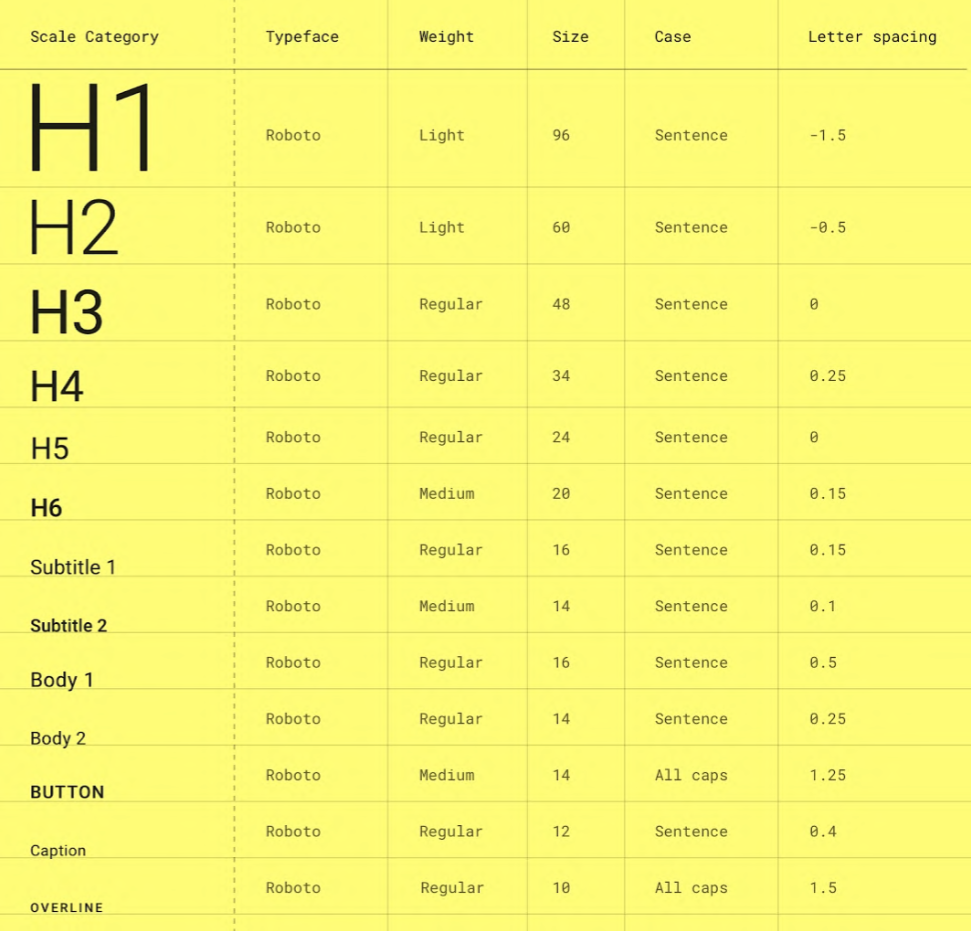 Scale Category Typeface Weight Size Case Letter spacing
H1 Roboto Light 96 Sentence -1.5
H2 Roboto Light 60 Sentence -0.5
H3 Roboto Regular 48 Sentence 0
H4 Roboto Regular 34 Sentence 0.25
H5 Roboto Regular 24 Sentence 0
H6 Roboto Medium 20 Sentence 0.15
Subtitle 1 Roboto Regular 16 Sentence 0.15
Subtitle 2 Roboto Medium 14 Sentence 0.1
Body 1 Roboto Regular 16 Sentence 0.5
Body 2 Roboto Regular 14 Sentence 0.25
BUTTON Roboto Medium 14 All caps 1.25
Caption Roboto Regular 12 Sentence 0.4
OVERLINE Roboto Regular 10 All caps 1.5